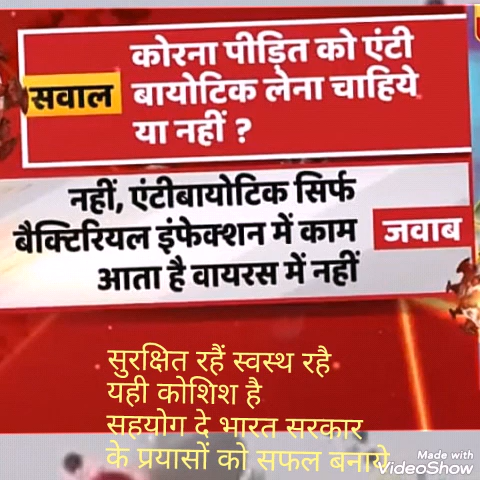 कोरना पीड़ित को एंटी
सवाल बायोटिक लेना चाहिये
या नहीं ?
नहीं, एंटीबायोटिक सिर्फ
बैक्टिरियल इंफेक्शन में काम
जवाब
आता है वायरस में नहीं
सुरक्षित रहैं स्वस्थ रहै
यही कोशिश है
सहयोग दे भारत सरकार
के प्रयासों को सफल बनाये
Made with
VideoShow